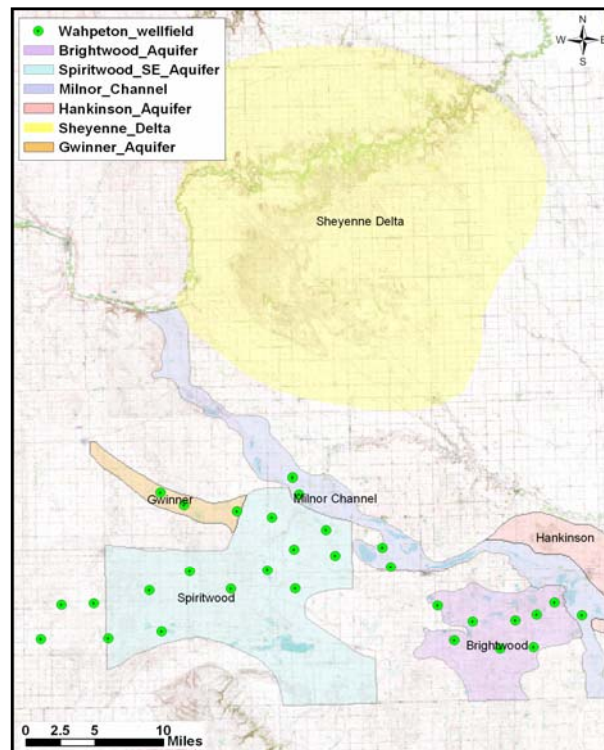 Wahpeton_wellfield
Brightwood_Aquifer
Spiritwood_SE_Aquifer
Milnor_Channel
Hankinson_Aquifer
Sheyenne_Delta
Gwinner_Aquifer
N
W E
S
Sheyenne Delta
Gwinner
Milnor Channel
Hankinson
Spiritwood
Brightwood
0 2.5 5 10
Miles